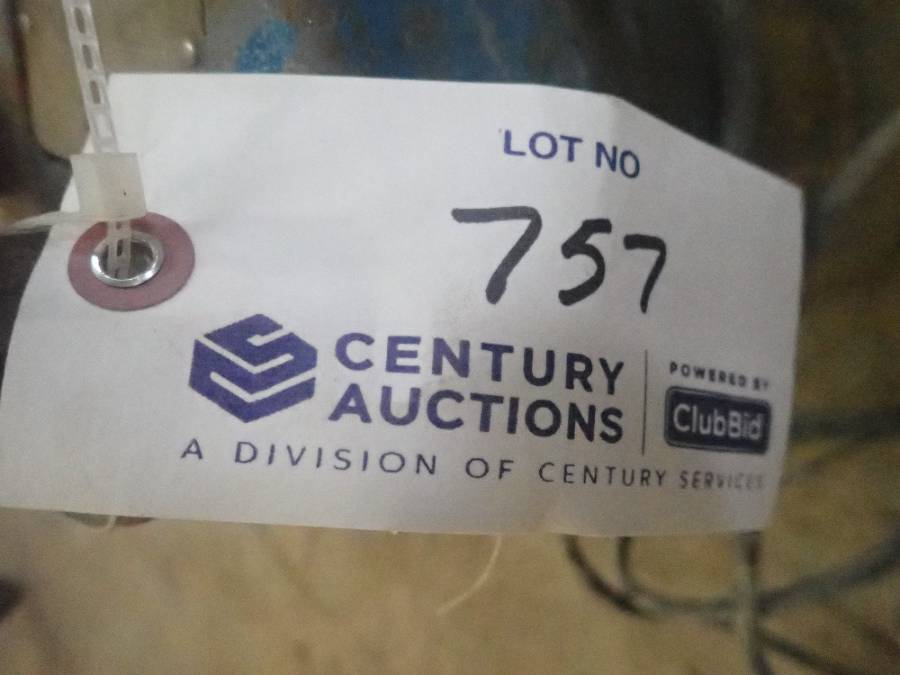 LOT NO
757
CENTURY
AUCTIONS
POWERED BY
ClubBid
A DIVISION OF CENTURY SERVICES